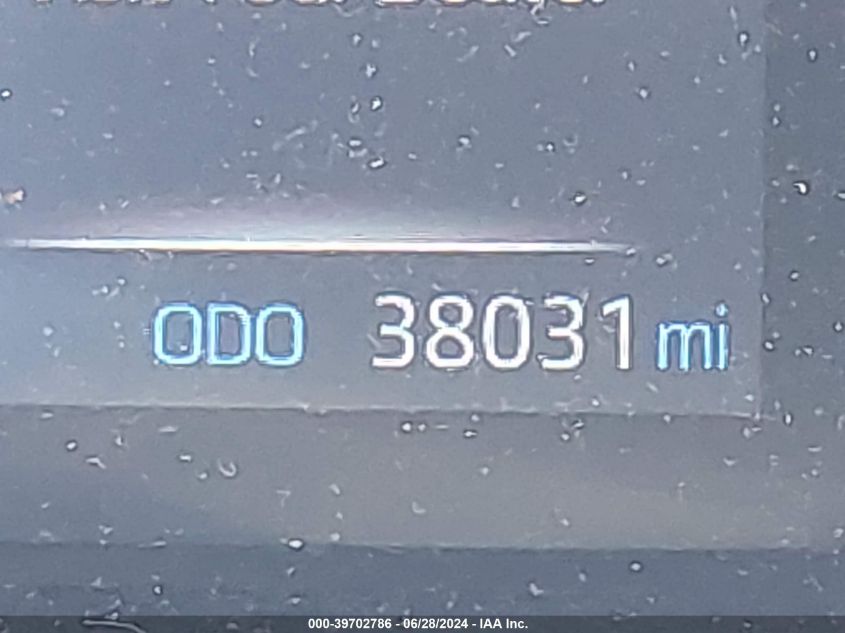 ODO 38031 mi
000-39702786 - 06/28/2024 - IAA Inc.